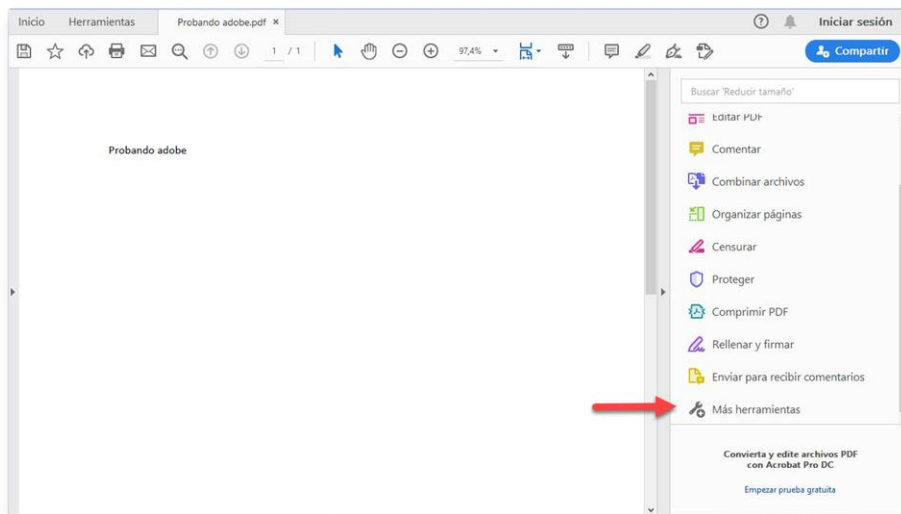 Inicio Herramientas Probando adobe.pdf × Iniciar sesión
1 / 1 97,4% Compartir
Buscar 'Reducir tamaño'
Editar PDF
Probando adobe
Comentar
Combinar archivos
Organizar páginas
Censurar
Proteger
Comprimir PDF
Rellenar y firmar
Enviar para recibir comentarios
Más herramientas
Convierta y edite archivos PDF
con Acrobat Pro DC
Empezar prueba gratuita